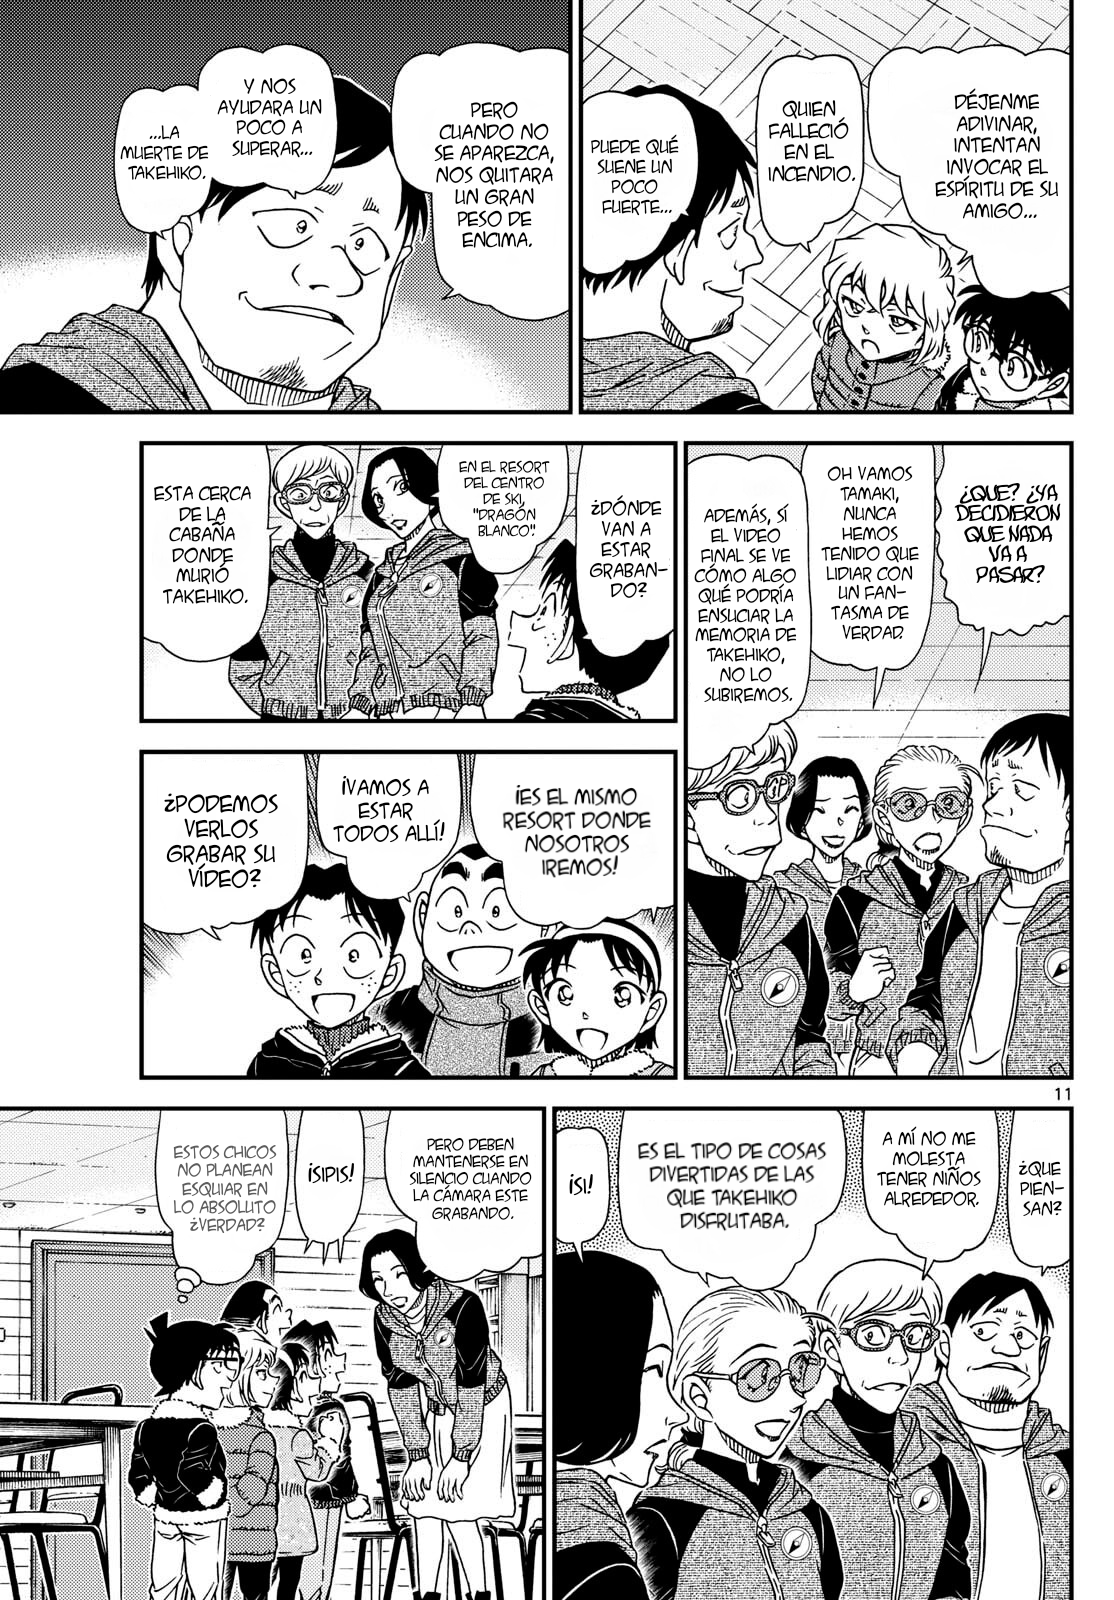 DÉJENME
ADIVINAR,
INTENTAN
INVOCAR EL
ESPÍRITU DE SU
AMIGO...
QUIEN
FALLECIÓ
EN EL
INCENDIO.
PUEDE QUÉ
SUENE UN
POCO
FUERTE...
PERO
CUANDO NO
SE APAREZCA,
NOS QUITARA
UN GRAN
PESO DE
ENCIMA.
Y NOS
AYUDARA UN
POCO A
SUPERAR...
...LA
MUERTE DE
TAKEHIKO.
¿QUE? ¿YA
DECIDIERON
QUE NADA
VA A
PASAR?
OH VAMOS
TAMAKI,
NUNCA
HEMOS
TENIDO QUE
LIDIAR CON
UN FAN-
TASMA DE
VERDAD.
ADEMÁS, SÍ
EL VIDEO
FINAL SE VE
CÓMO ALGO
QUÉ PODRÍA
ENSUCIAR LA
MEMORIA DE
TAKEHIKO,
NO LO
SUBIREMOS.
¿DÓNDE
VAN A
ESTAR
GRABAN-
DO?
EN EL RESORT
DEL CENTRO
DE SKI,
"DRAGÓN
BLANCO".
ESTA CERCA
DE LA
CABAÑA
DONDE
MURIÓ
TAKEHIKO.
¡ES EL MISMO
RESORT DONDE
NOSOTROS
IREMOS!
¡VAMOS A
ESTAR
TODOS ALLÍ!
¿PODEMOS
VERLOS
GRABAR SU
VÍDEO?
11
¿QUE
PIEN-
SAN?
A MÍ NO ME
MOLESTA
TENER NIÑOS
ALREDEDOR.
ES EL TIPO DE COSAS
DIVERTIDAS DE LAS
QUE TAKEHIKO
DISFRUTABA.
¡SI!
PERO DEBEN
MANTENERSE EN
SILENCIO CUANDO
LA CÁMARA ESTE
GRABANDO.
¡SIPIS!
ESTOS CHICOS
NO PLANEAN
ESQUIAR EN
LO ABSOLUTO
¿VERDAD?